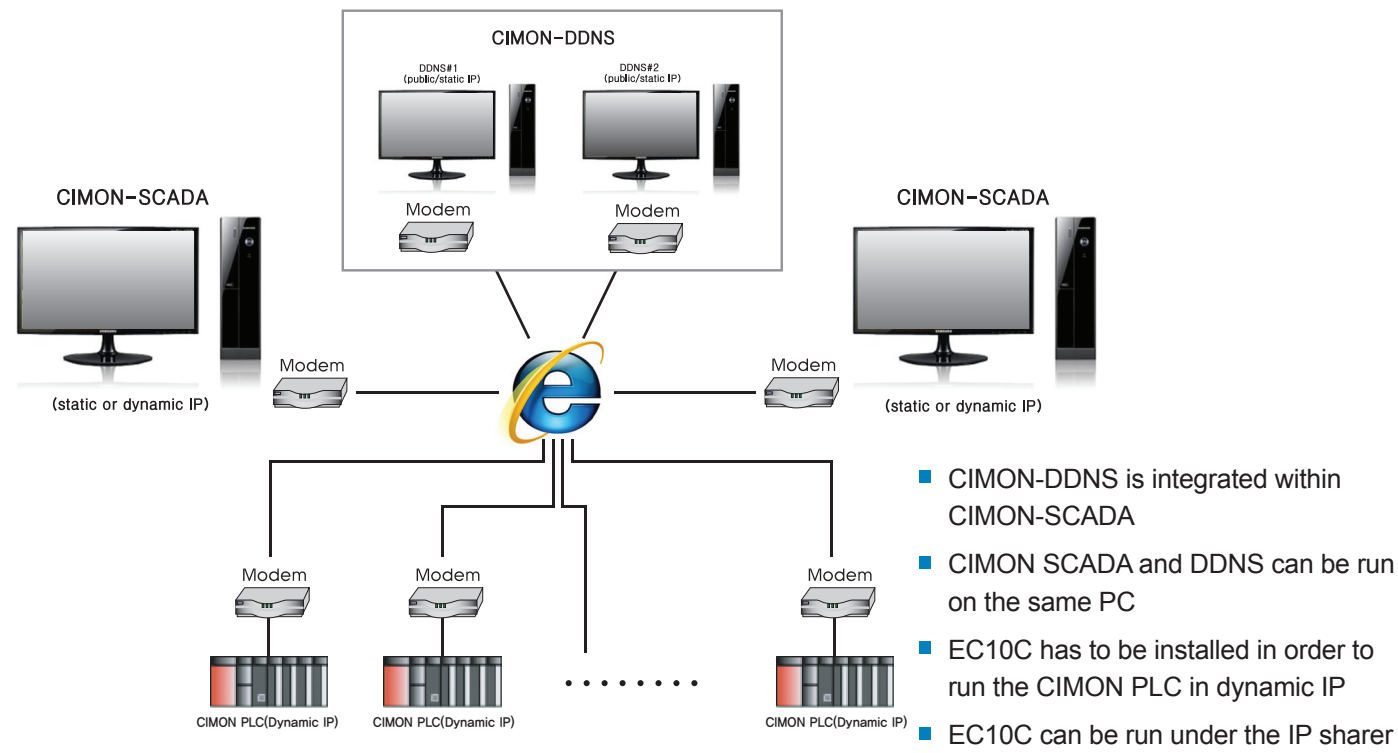 CIMON-DDNS
DDNS#1
(public/static IP)
DDNS#2
(public/static IP)
Modem
Modem
CIMON-SCADA
(static or dynamic IP)
Modem
CIMON-SCADA
(static or dynamic IP)
Modem
Modem
CIMON PLC(Dynamic IP)
Modem
CIMON PLC(Dynamic IP)
. . . . . . . .
Modem
CIMON PLC(Dynamic IP)
CIMON-DDNS is integrated within
CIMON-SCADA
CIMON SCADA and DDNS can be run
on the same PC
EC10C has to be installed in order to
run the CIMON PLC in dynamic IP
EC10C can be run under the IP sharer